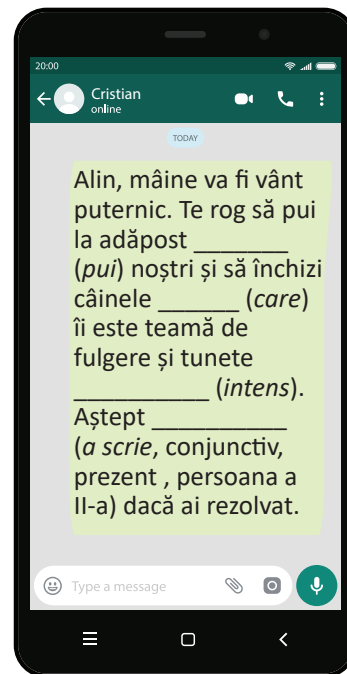 20:00
Cristian
online
TODAY
Alin, mâine va fi vânt
puternic. Te rog să pui
la adăpost _______
(pui) noștri și să închizi
câinele ______ (care)
îi este teamă de
fulgere și tunete
__________ (intens).
Aștept __________
(a scrie, conjunctiv,
prezent , persoana a
II-a) dacă ai rezolvat.
Type a message